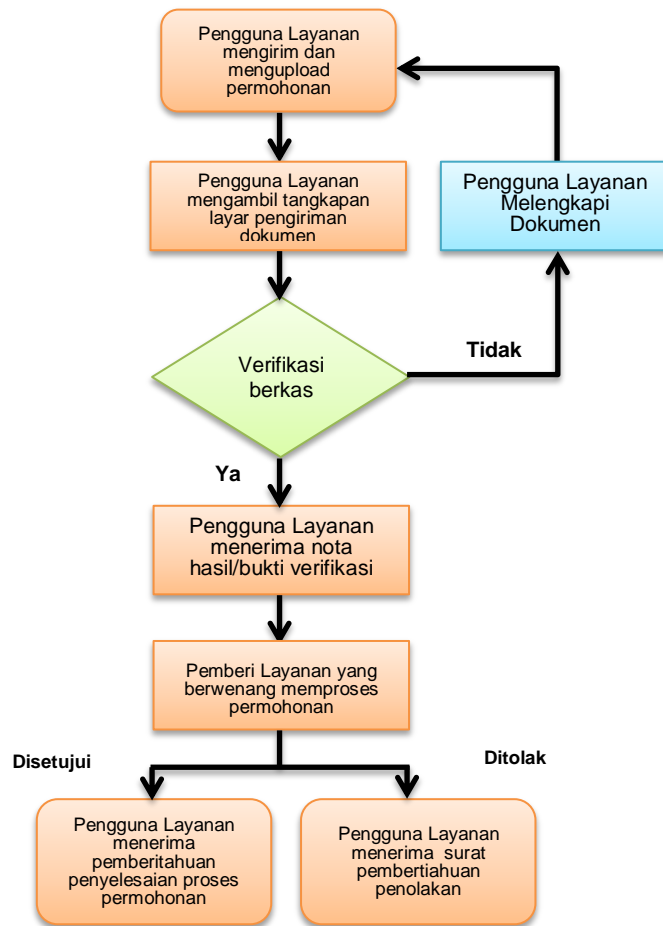 Pengguna Layanan
mengirim dan
mengupload
permohonan
Pengguna Layanan
mengambil tangkapan
layar pengiriman
dokumen
Pengguna Layanan
Melengkapi
Dokumen
Verifikasi
berkas
Tidak
Ya
Pengguna Layanan
menerima nota
hasil/bukti verifikasi
Pemberi Layanan yang
berwenang memproses
permohonan
Disetujui
Ditolak
Pengguna Layanan
menerima
pemberitahuan
penyelesaian proses
permohonan
Pengguna Layanan
menerima surat
pembertiahuan
penolakan